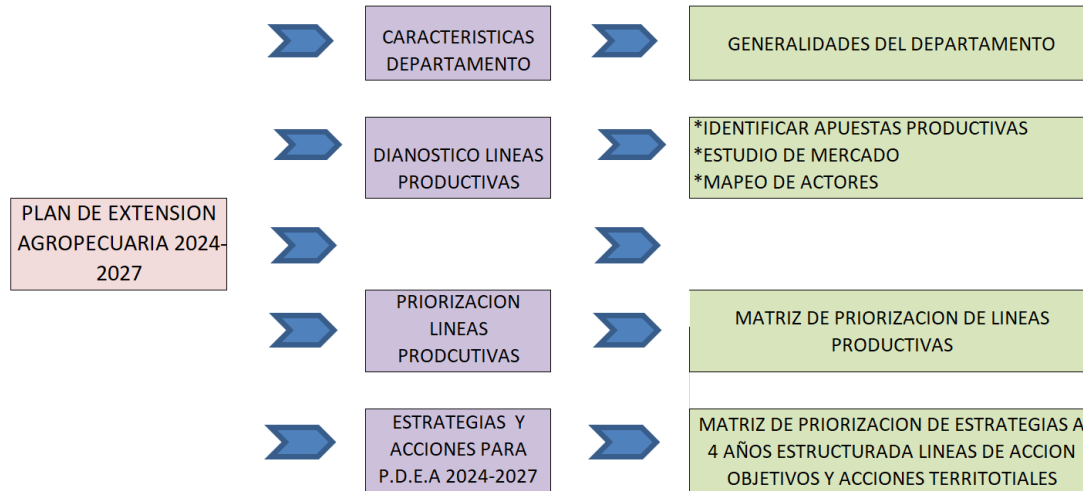 PLAN DE EXTENSION
AGROPECUARIA 2024-
2027
CARACTERISTICAS
DEPARTAMENTO
GENERALIDADES DEL DEPARTAMENTO
DIANOSTICO LINEAS
PRODUCTIVAS
*IDENTIFICAR APUESTAS PRODUCTIVAS
*ESTUDIO DE MERCADO
*MAPEO DE ACTORES
PRIORIZACION
LINEAS
PRODCUTIVAS
MATRIZ DE PRIORIZACION DE LINEAS
PRODUCTIVAS
ESTRATEGIAS Y
ACCIONES PARA
P.D.E.A 2024-2027
MATRIZ DE PRIORIZACION DE ESTRATEGIAS A
4 AÑOS ESTRUCTURADA LINEAS DE ACCION
OBJETIVOS Y ACCIONES TERRITOTIALES